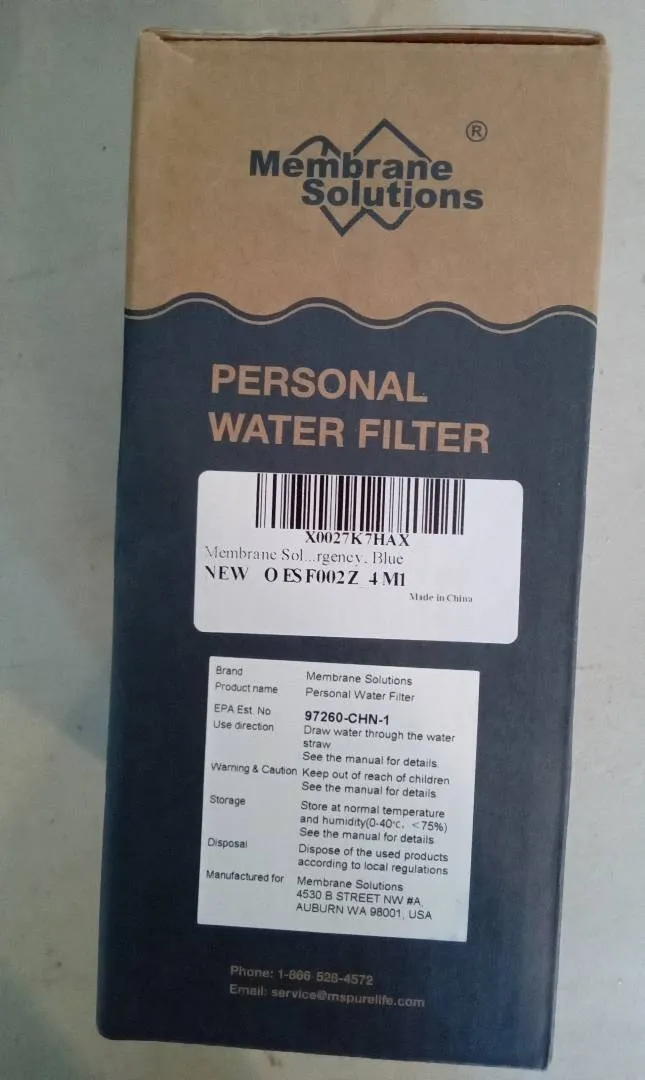 Membrane ®
Solutions
PERSONAL
WATER FILTER
X0027K7HAX
Membrane Sol...rgency, Blue
NEW OESF002Z_4 M1
Made in China
Brand Membrane Solutions
Product name Personal Water Filter
EPA Est. No 97260-CHN-1
Use direction Draw water through the water
straw
See the manual for details
Warning & Caution Keep out of reach of children
See the manual for details
Storage Store at normal temperature
and humidity(0-40℃, <75%)
See the manual for details
Disposal Dispose of the used products
according to local regulations
Manufactured for Membrane Solutions
4530 B STREET NW #A,
AUBURN WA 98001, USA
Phone: 1-866-528-4572
Email: service@mspurelife.com